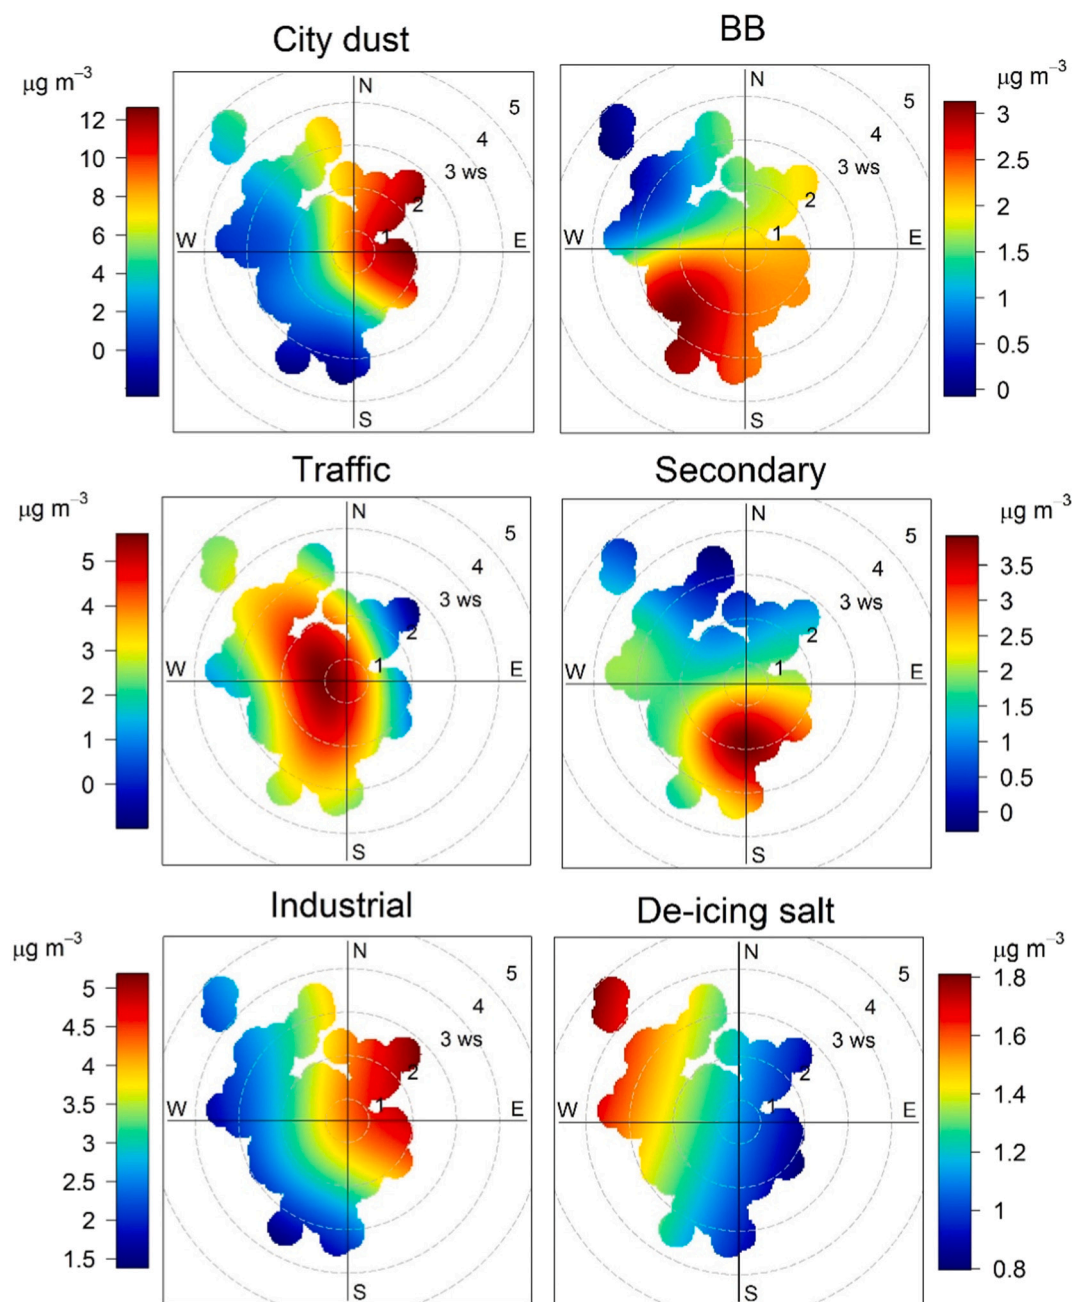 City dust
BB
μg m⁻³
12
10
8
6
4
2
0
N
5
4
3 ws
2
1
W
E
S
μg m⁻³
3
2.5
2
1.5
1
0.5
0
N
5
4
3 ws
2
1
W
E
S
Traffic
Secondary
μg m⁻³
5
4
3
2
1
0
N
5
4
3 ws
2
1
W
E
S
μg m⁻³
3.5
3
2.5
2
1.5
1
0.5
0
N
5
4
3 ws
2
1
W
E
S
Industrial
De-icing salt
μg m⁻³
5
4.5
4
3.5
3
2.5
2
1.5
N
5
4
3 ws
2
1
W
E
S
μg m⁻³
1.8
1.6
1.4
1.2
1
0.8
N
5
4
3 ws
2
1
W
E
S